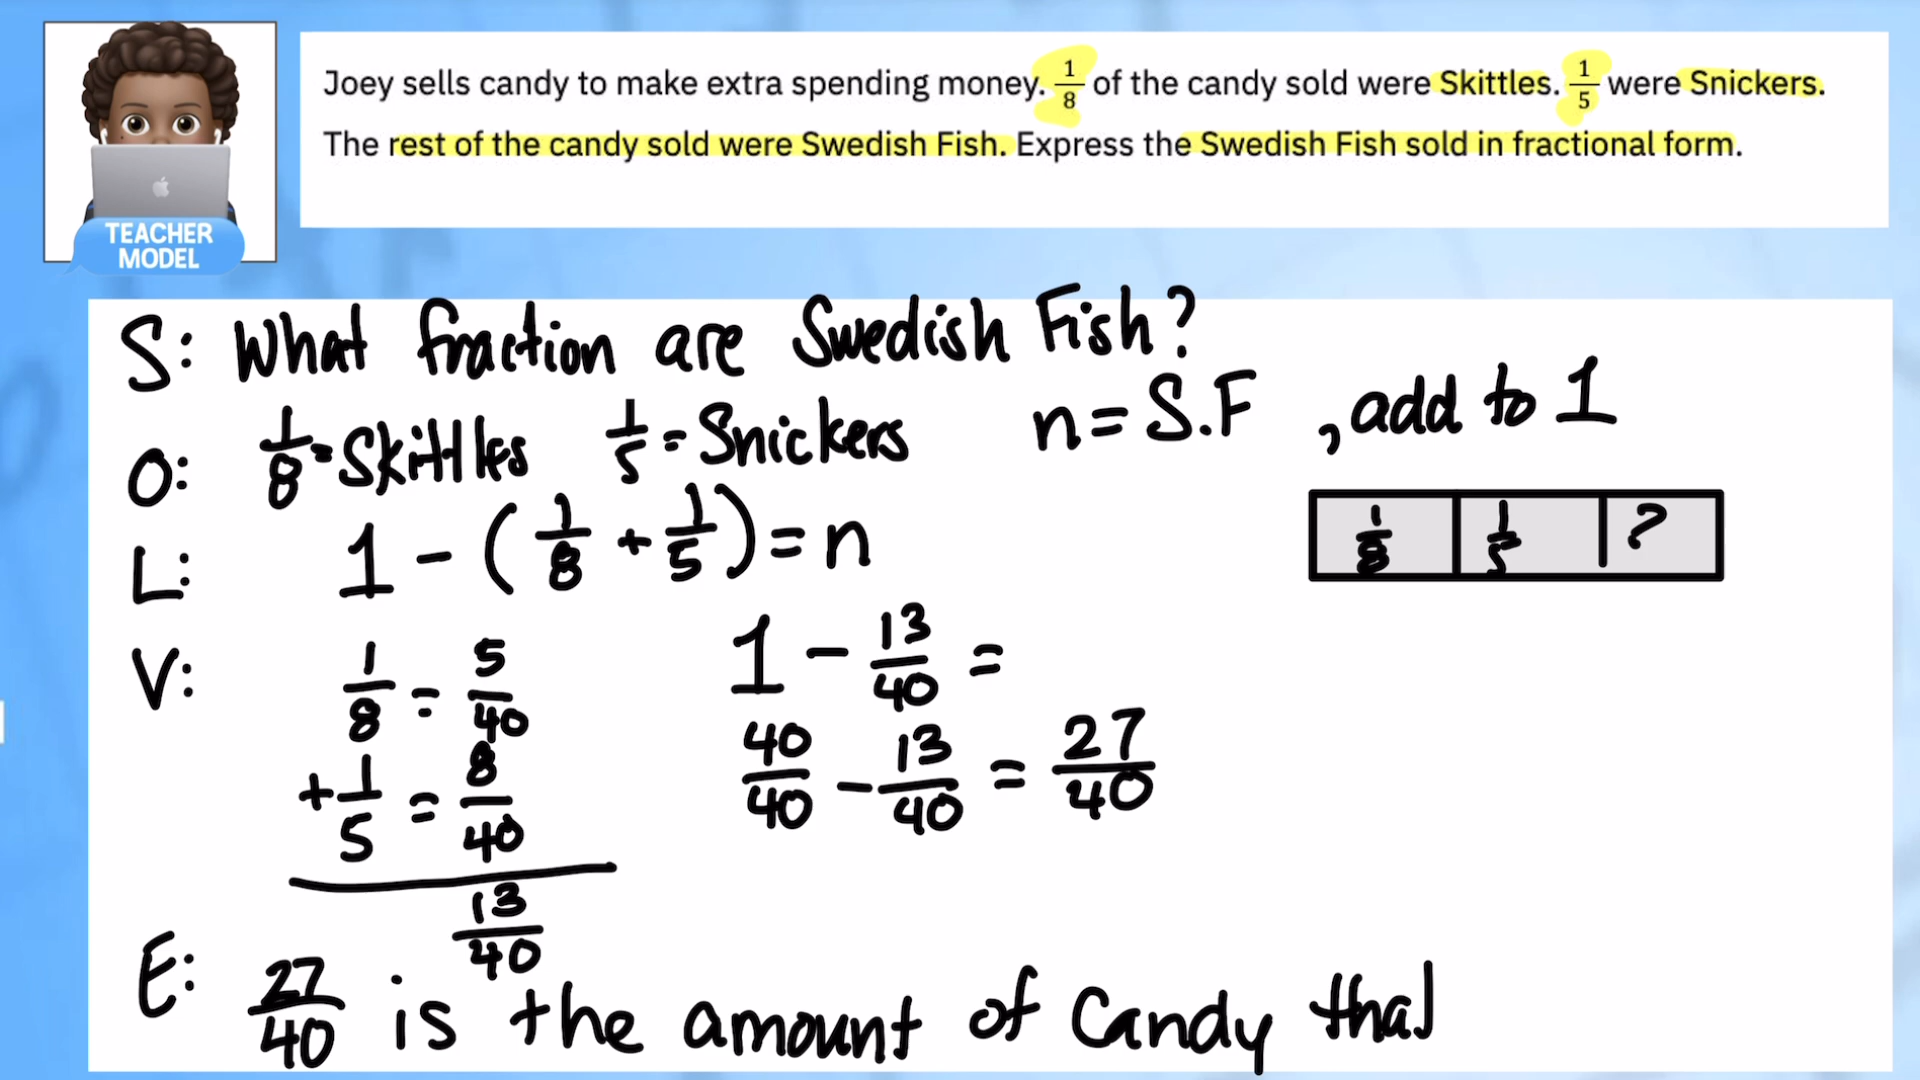 Joey sells candy to make extra spending money. 1/8 of the candy sold were Skittles. 1/5 were Snickers.
The rest of the candy sold were Swedish Fish. Express the Swedish Fish sold in fractional form.
TEACHER
MODEL
S: What fraction are Swedish Fish?
O: 1/8 = Skittles 1/5 = Snickers n = S.F , add to 1
L: 1 - (1/8 + 1/5) = n
1/8 1/5 ?
V: 1/8 = 5/40 1 - 13/40 =
+ 1/5 = 8/40 40/40 - 13/40 = 27/40
13/40
E: 27/40 is the amount of candy that